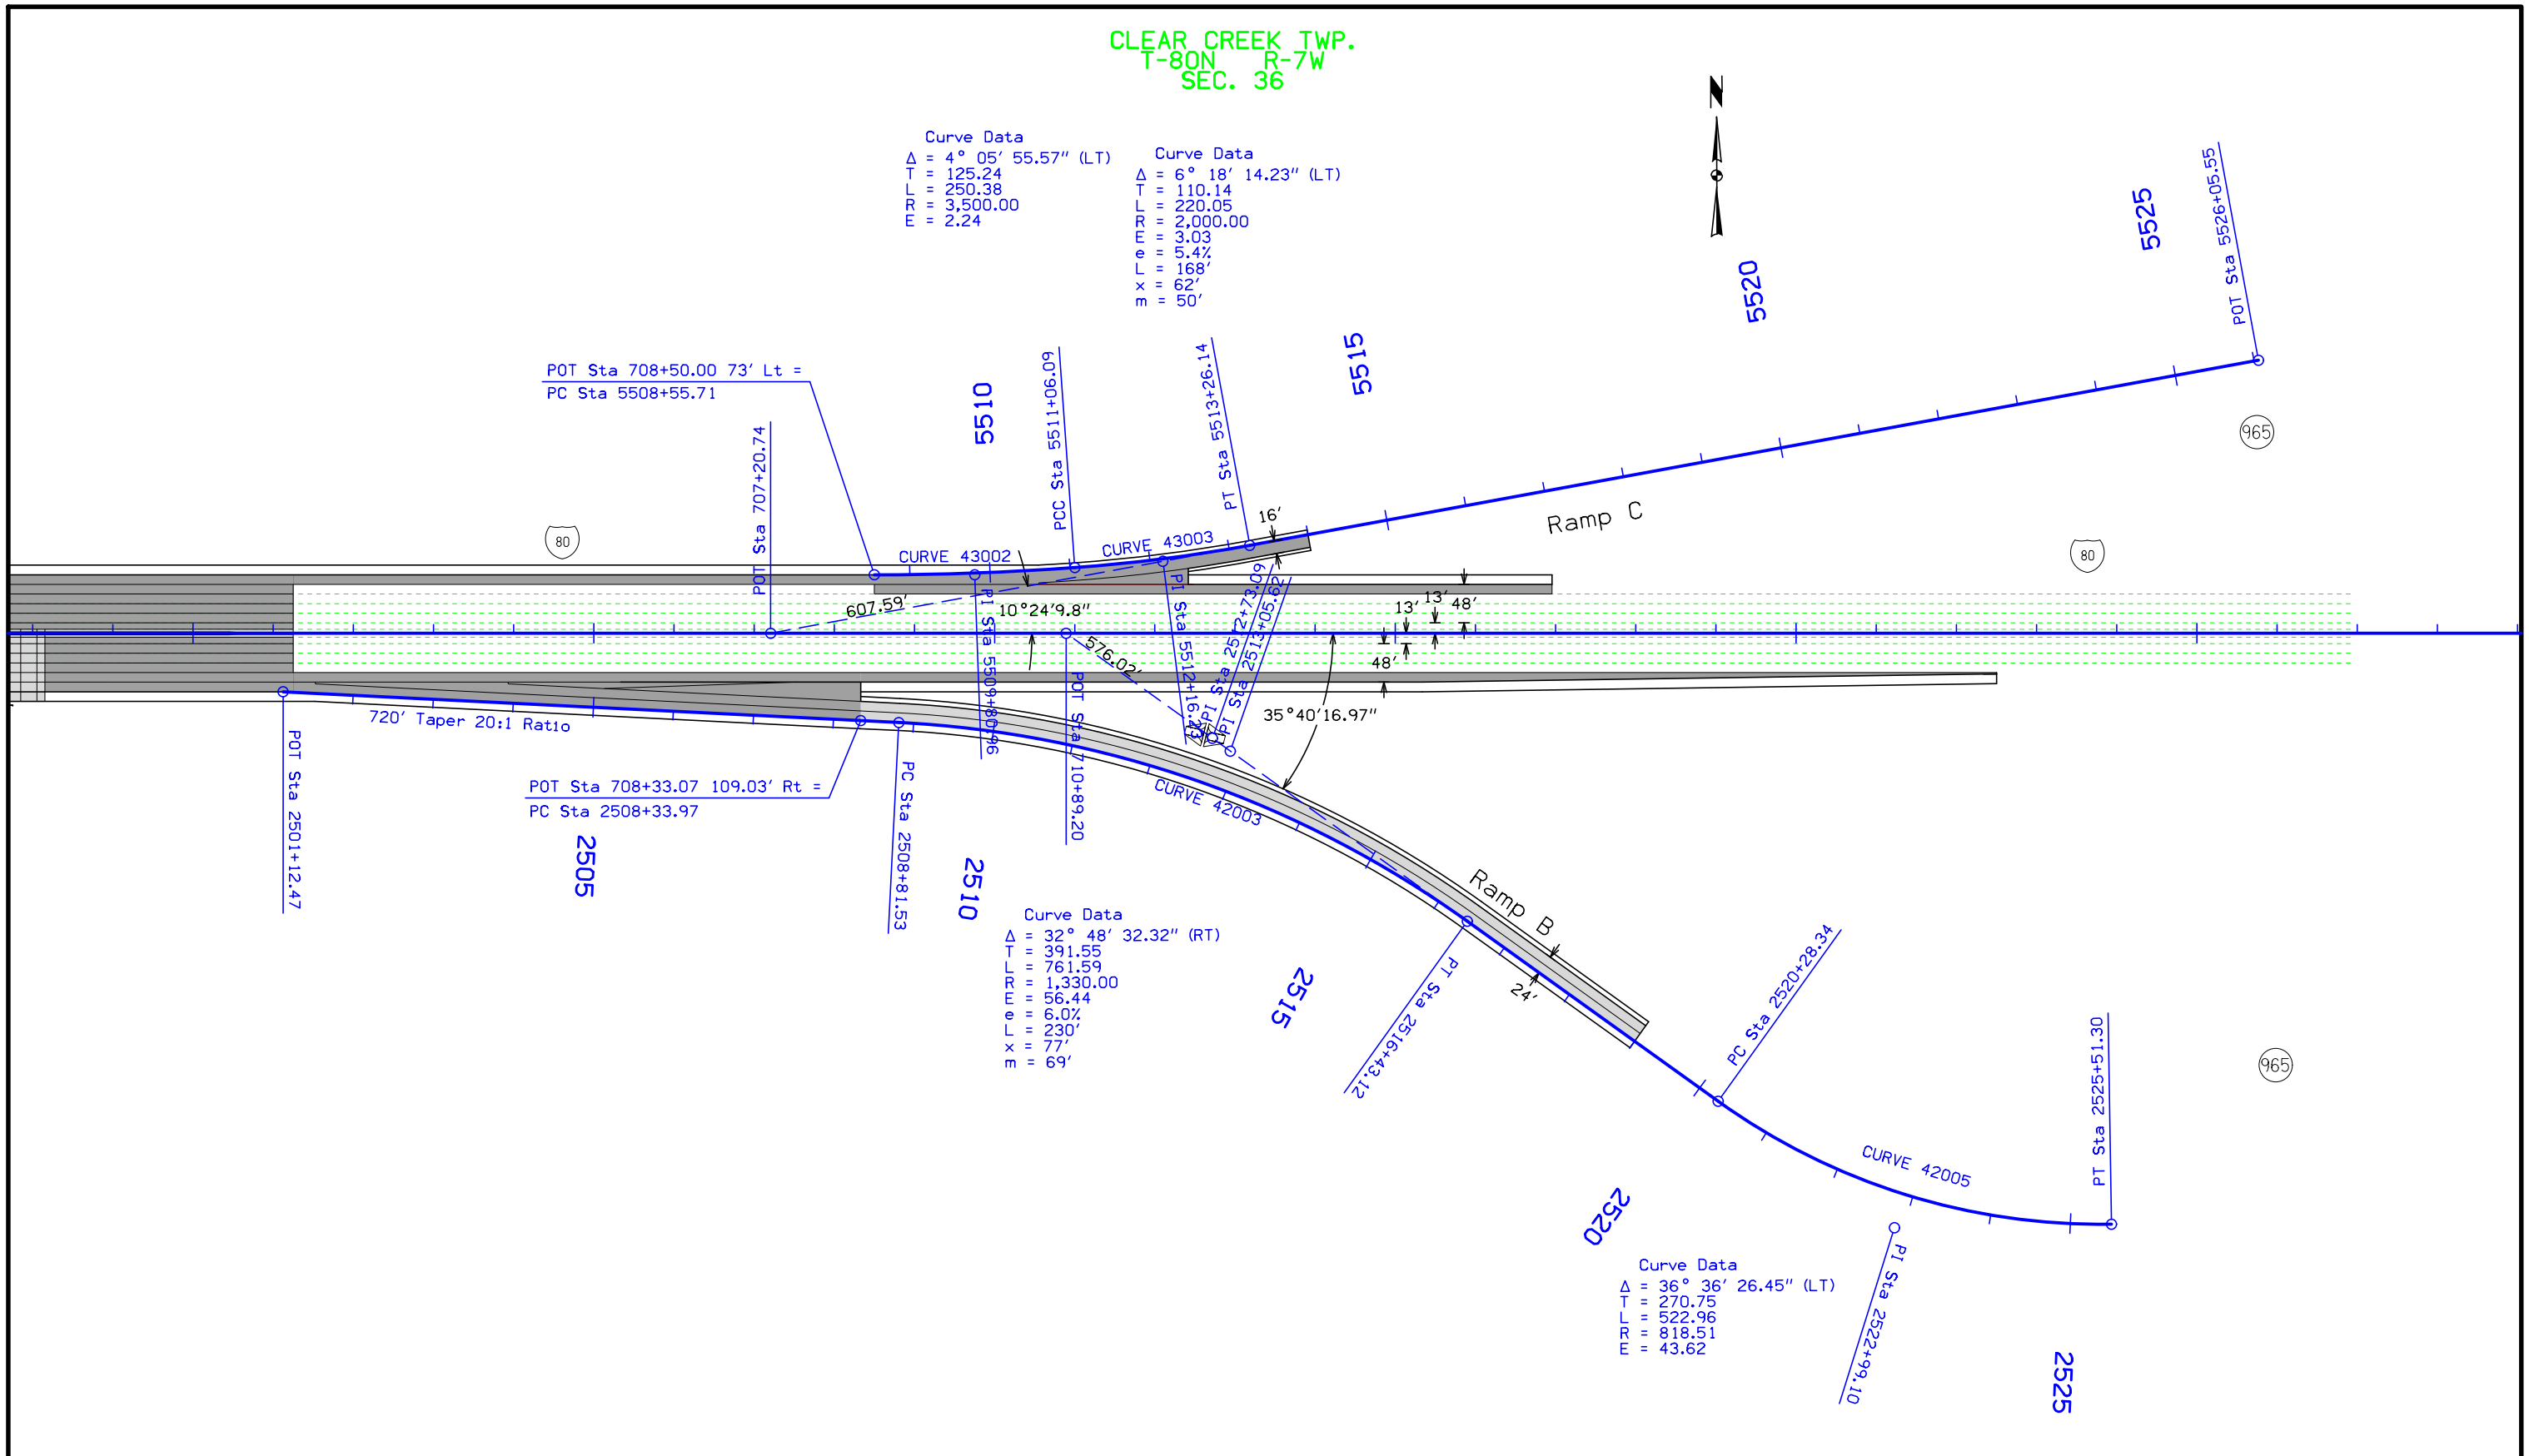 CLEAR CREEK TWP.
T-80N R-7W
SEC. 36
N
Curve Data
Δ = 4° 05′ 55.57″ (LT)
T = 125.24
L = 250.38
R = 3,500.00
E = 2.24
Curve Data
Δ = 6° 18′ 14.23″ (LT)
T = 110.14
L = 220.05
R = 2,000.00
E = 3.03
e = 5.4%
L = 168′
x = 62′
m = 50′
POT Sta 5526+05.55
5525
5520
5515
5510
POT Sta 708+50.00 73′ Lt =
PC Sta 5508+55.71
POT Sta 707+20.74
PCC Sta 5511+06.09
PT Sta 5513+26.14
965
80
CURVE 43002
CURVE 43003
16′
Ramp C
80
607.59′
10°24′9.8″
PI Sta 5509+80.96
PI Sta 5512+16.23
PI Sta 2512+73.09
PI Sta 2513+05.62
13′
13′
48′
48′
576.02′
35°40′16.97″
720′ Taper 20:1 Ratio
POT Sta 2501+12.47
POT Sta 708+33.07 109.03′ Rt =
PC Sta 2508+33.97
PC Sta 2508+81.53
POT Sta 710+89.20
CURVE 42003
2505
2510
Curve Data
Δ = 32° 48′ 32.32″ (RT)
T = 391.55
L = 761.59
R = 1,330.00
E = 56.44
e = 6.0%
L = 230′
x = 77′
m = 69′
Ramp B
24′
2515
PT Sta 2516+43.12
PC Sta 2520+28.34
PT Sta 2525+51.30
965
CURVE 42005
2520
PI Sta 2522+99.10
Curve Data
Δ = 36° 36′ 26.45″ (LT)
T = 270.75
L = 522.96
R = 818.51
E = 43.62
2525